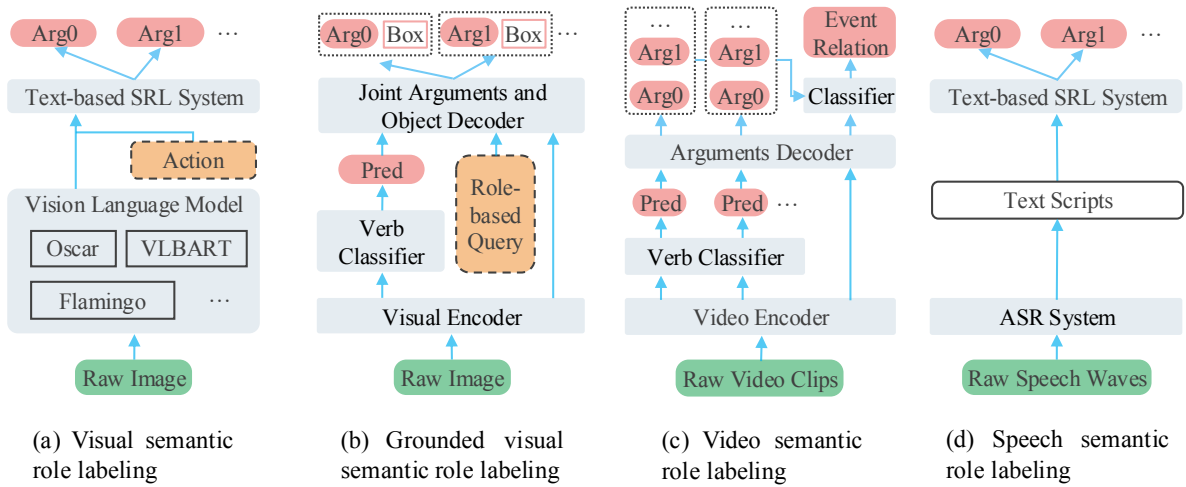 Arg0 Arg1 ...
Text-based SRL System
Action
Vision Language Model
Oscar VLBART
Flamingo ...
Raw Image
(a) Visual semantic
role labeling
Arg0 Box Arg1 Box ...
Joint Arguments and
Object Decoder
Pred
Role-
based
Query
Verb
Classifier
Visual Encoder
Raw Image
(b) Grounded visual
semantic role labeling
... ...
Arg1 Arg1
Arg0 Arg0
Event
Relation
Classifier
Arguments Decoder
Pred Pred ...
Verb Classifier
Video Encoder
Raw Video Clips
(c) Video semantic
role labeling
Arg0 Arg1 ...
Text-based SRL System
Text Scripts
ASR System
Raw Speech Waves
(d) Speech semantic
role labeling